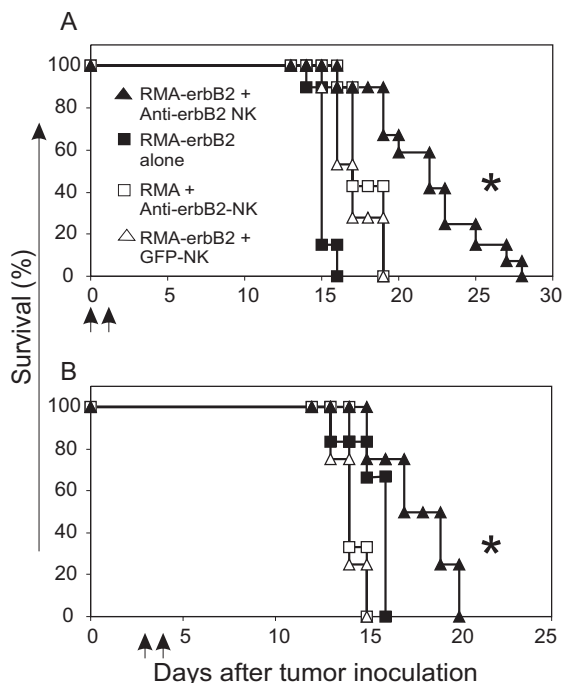 A
100
80
60
40
20
0
RMA-erbB2 +
Anti-erbB2 NK
RMA-erbB2
alone
RMA +
Anti-erbB2-NK
RMA-erbB2 +
GFP-NK
*
0 5 10 15 20 25 30
Survival (%)
B
100
80
60
40
20
0
*
0 5 10 15 20 25
Days after tumor inoculation